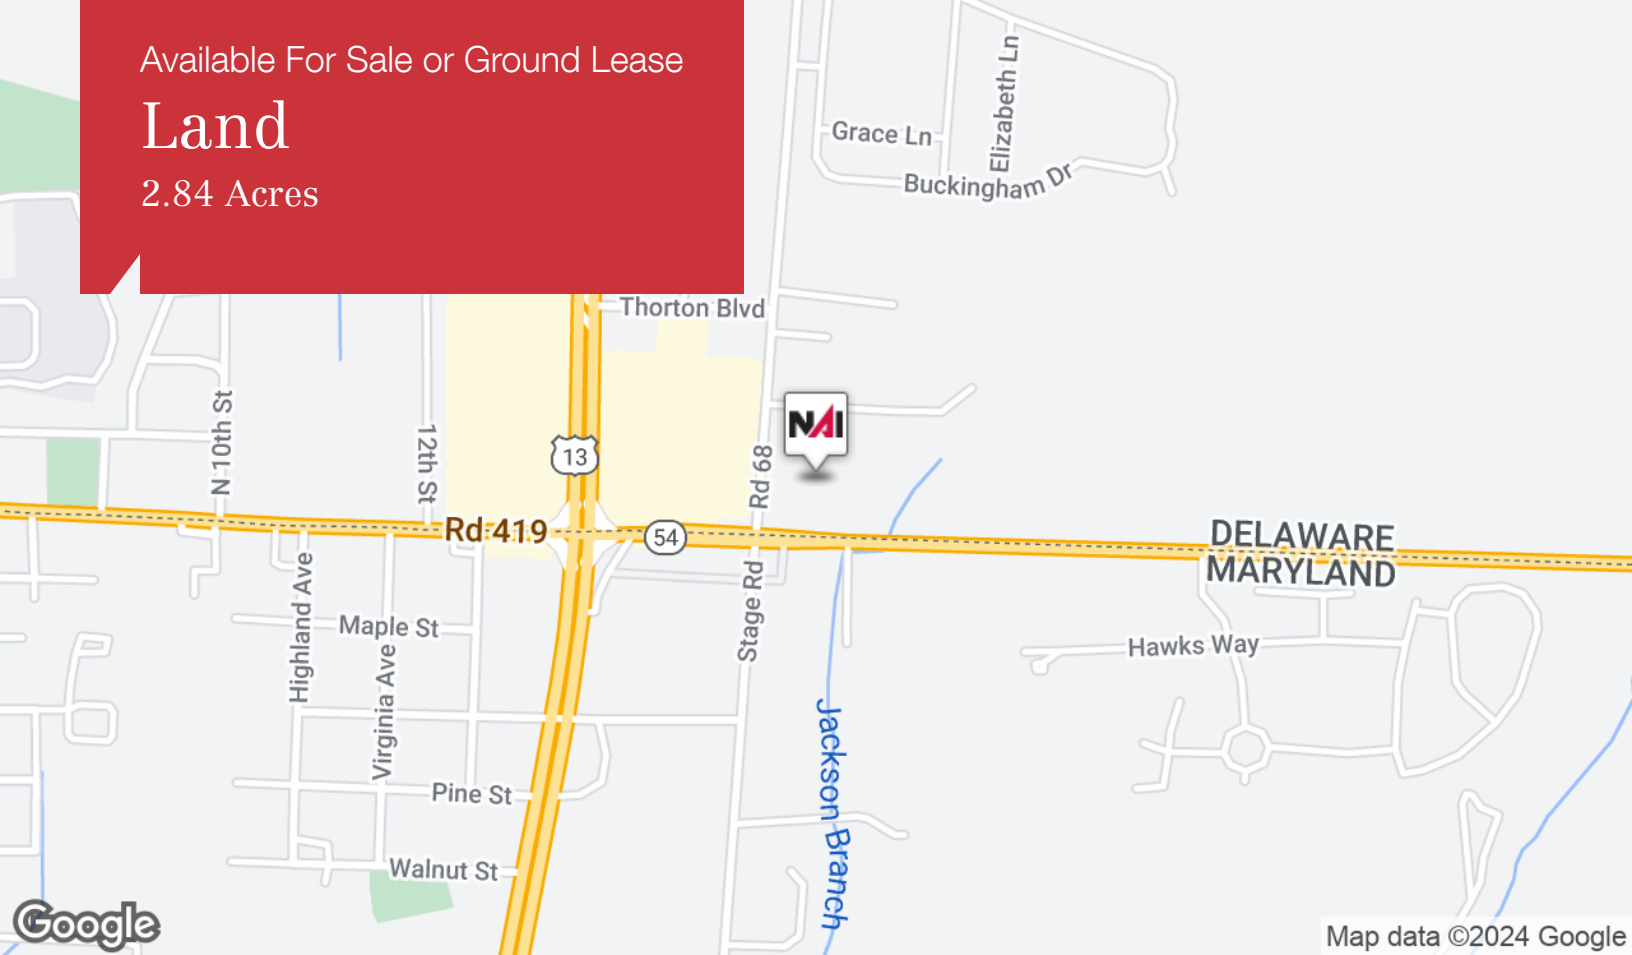 Available For Sale or Ground Lease
Land
2.84 Acres
Grace Ln
Elizabeth Ln
Buckingham Dr
Thorton Blvd
NAI
N 10th St
12th St
13
Rd 68
Rd 419
54
DELAWARE
MARYLAND
Highland Ave
Maple St
Virginia Ave
Stage Rd
Hawks Way
Jackson Branch
Pine St
Walnut St
Google
Map data ©2024 Google